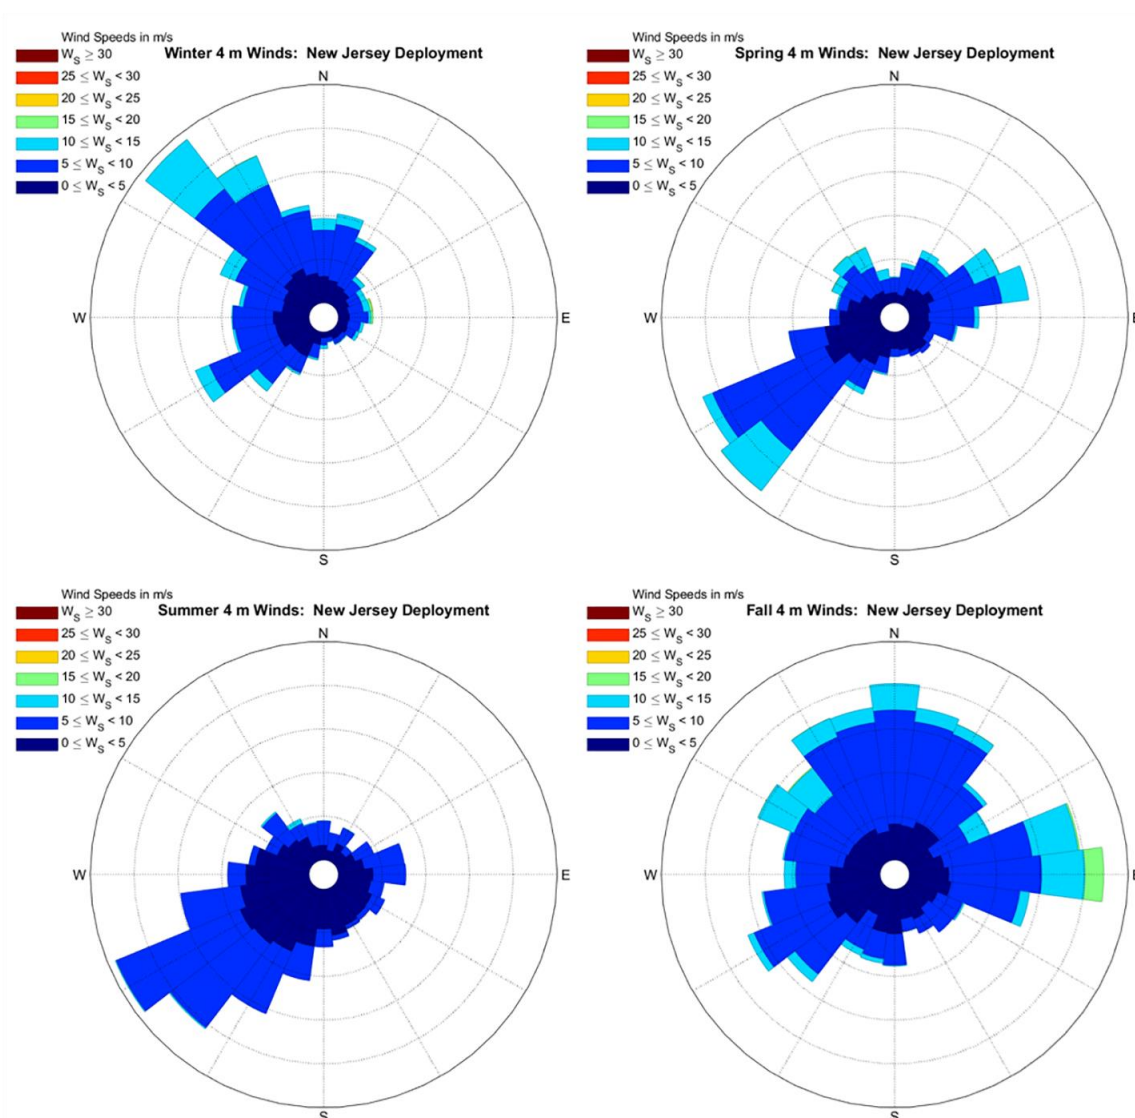 Wind Speeds in m/s
Winter 4 m Winds: New Jersey Deployment
W_S ≥ 30
25 ≤ W_S < 30
20 ≤ W_S < 25
15 ≤ W_S < 20
10 ≤ W_S < 15
5 ≤ W_S < 10
0 ≤ W_S < 5
N
W
E
S
Wind Speeds in m/s
Spring 4 m Winds: New Jersey Deployment
W_S ≥ 30
25 ≤ W_S < 30
20 ≤ W_S < 25
15 ≤ W_S < 20
10 ≤ W_S < 15
5 ≤ W_S < 10
0 ≤ W_S < 5
N
W
E
S
Wind Speeds in m/s
Summer 4 m Winds: New Jersey Deployment
W_S ≥ 30
25 ≤ W_S < 30
20 ≤ W_S < 25
15 ≤ W_S < 20
10 ≤ W_S < 15
5 ≤ W_S < 10
0 ≤ W_S < 5
N
W
E
S
Wind Speeds in m/s
Fall 4 m Winds: New Jersey Deployment
W_S ≥ 30
25 ≤ W_S < 30
20 ≤ W_S < 25
15 ≤ W_S < 20
10 ≤ W_S < 15
5 ≤ W_S < 10
0 ≤ W_S < 5
N
W
E
S